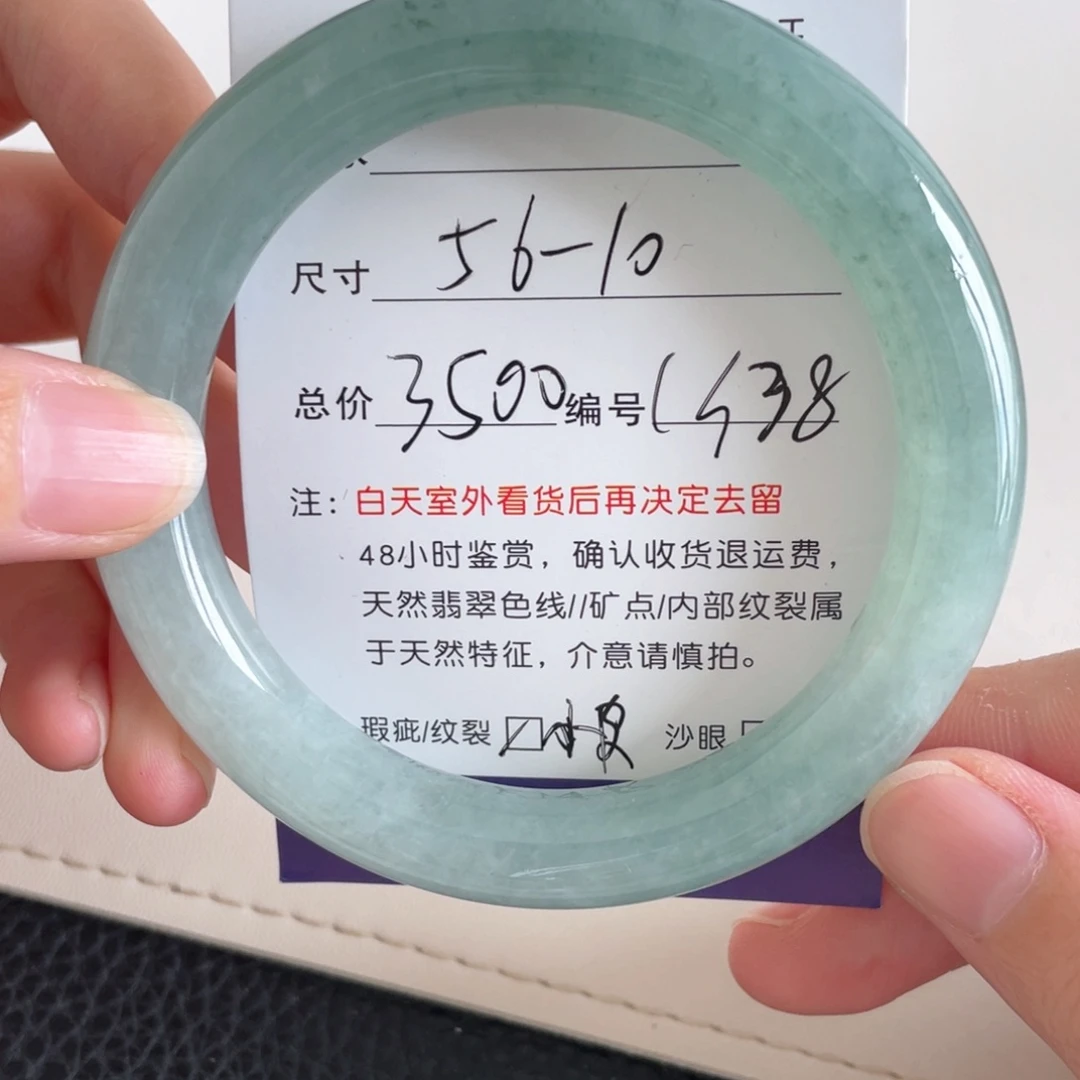 尺寸 56-10
总价 3500 编号 1438
注：白天室外看货后再决定去留
48小时鉴赏，确认收货退运费，
天然翡翠色线//矿点/内部纹裂属
于天然特征，介意请慎拍。
瑕疵/纹裂 沙眼